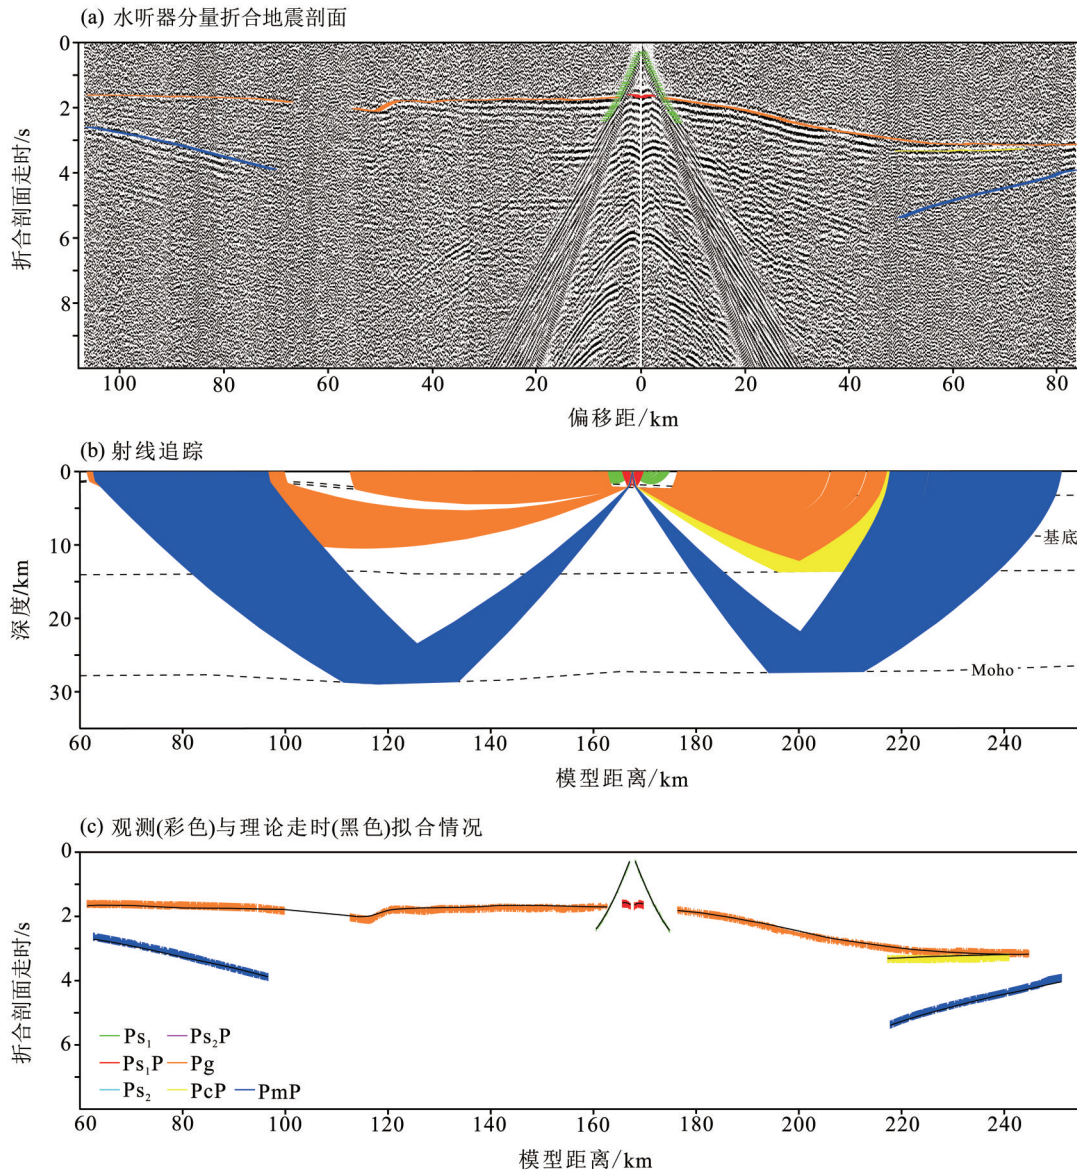 (a) 水听器分量折合地震剖面
0
2
4
6
8
折合剖面走时/s
100 80 60 40 20 0 20 40 60 80
偏移距/km
(b) 射线追踪
0
10
20
30
深度/km
基底
Moho
60 80 100 120 140 160 180 200 220 240
模型距离/km
(c) 观测(彩色)与理论走时(黑色)拟合情况
0
2
4
6
折合剖面走时/s
Ps₁ Ps₂P
Ps₁P Pg
Ps₂ PcP PmP
60 80 100 120 140 160 180 200 220 240
模型距离/km